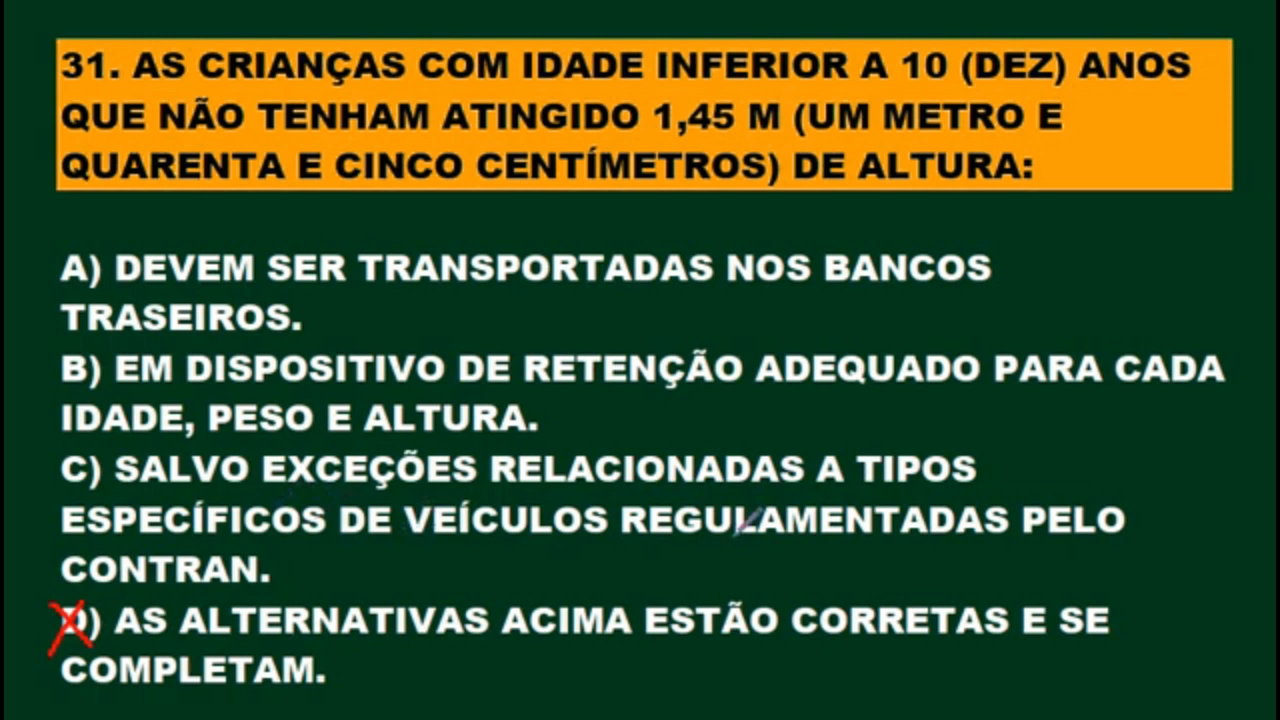 31. AS CRIANÇAS COM IDADE INFERIOR A 10 (DEZ) ANOS
QUE NÃO TENHAM ATINGIDO 1,45 M (UM METRO E
QUARENTA E CINCO CENTÍMETROS) DE ALTURA:
A) DEVEM SER TRANSPORTADAS NOS BANCOS
TRASEIROS.
B) EM DISPOSITIVO DE RETENÇÃO ADEQUADO PARA CADA
IDADE, PESO E ALTURA.
C) SALVO EXCEÇÕES RELACIONADAS A TIPOS
ESPECÍFICOS DE VEÍCULOS REGULAMENTADAS PELO
CONTRAN.
D) AS ALTERNATIVAS ACIMA ESTÃO CORRETAS E SE
COMPLETAM.